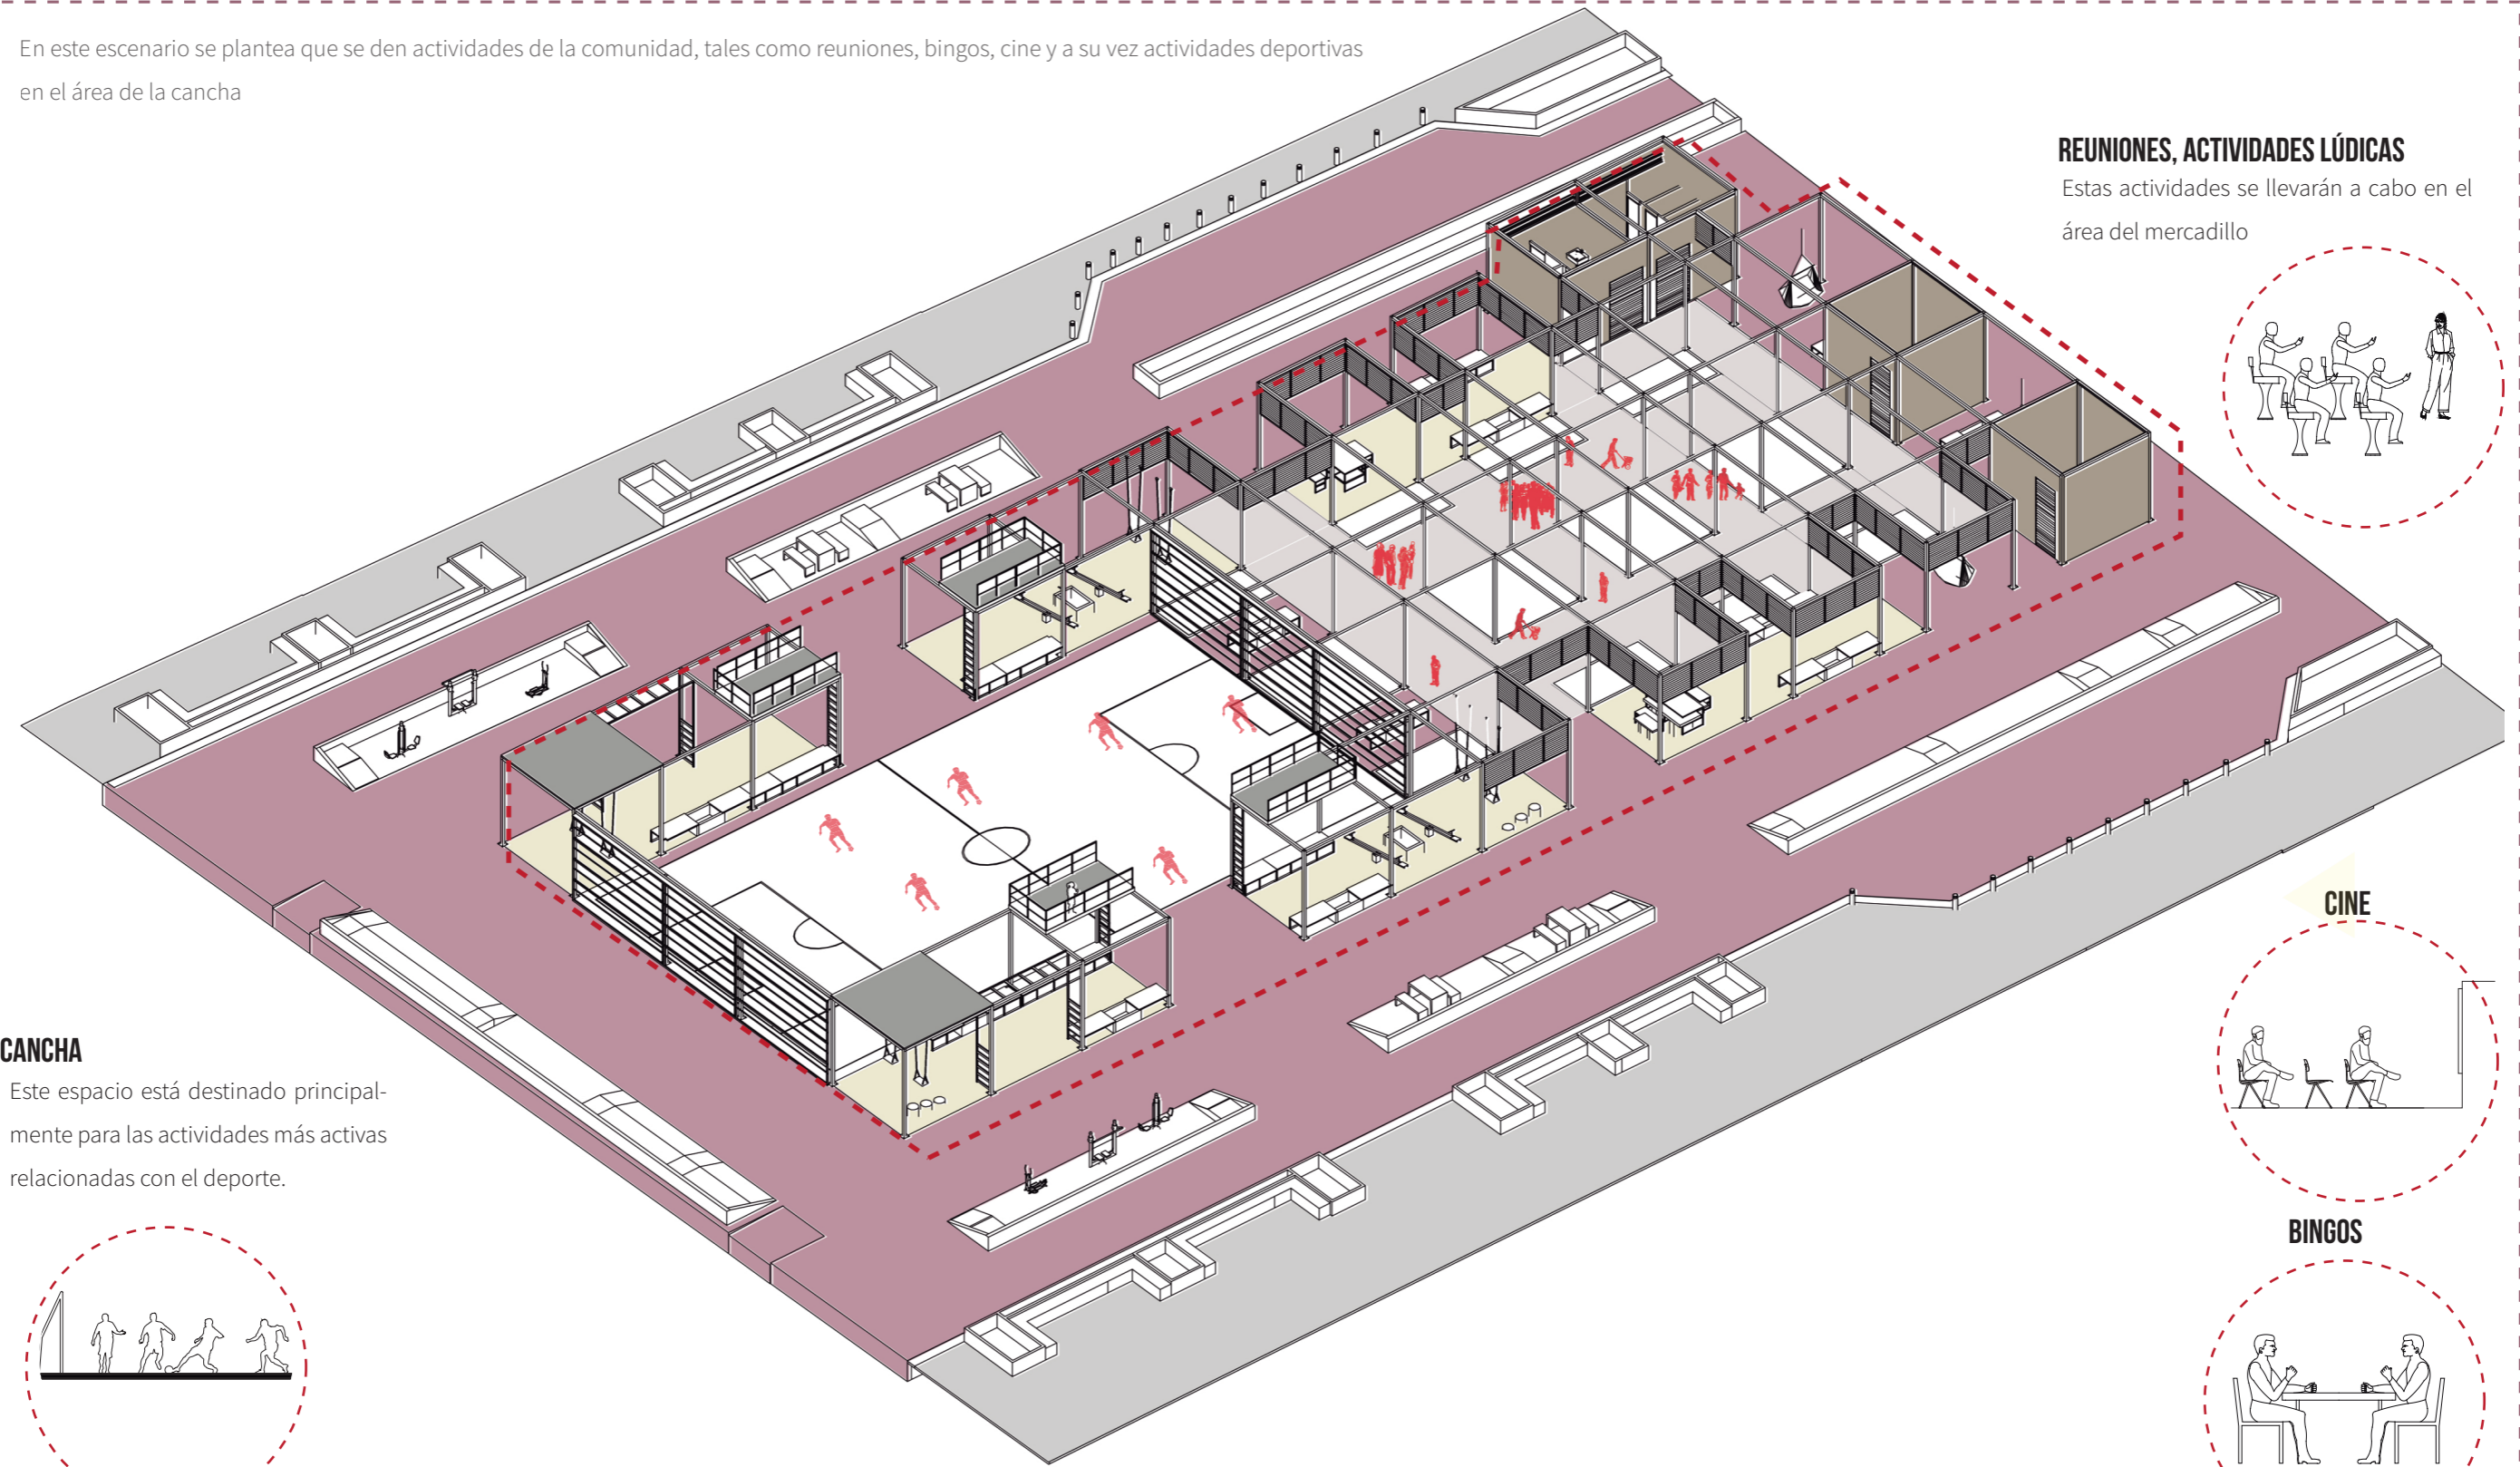 En este escenario se plantea que se den actividades de la comunidad, tales como reuniones, bingos, cine y a su vez actividades deportivas
en el área de la cancha
REUNIONES, ACTIVIDADES LÚDICAS
Estas actividades se llevarán a cabo en el
área del mercadillo
CINE
CANCHA
Este espacio está destinado principal-
mente para las actividades más activas
relacionadas con el deporte.
BINGOS